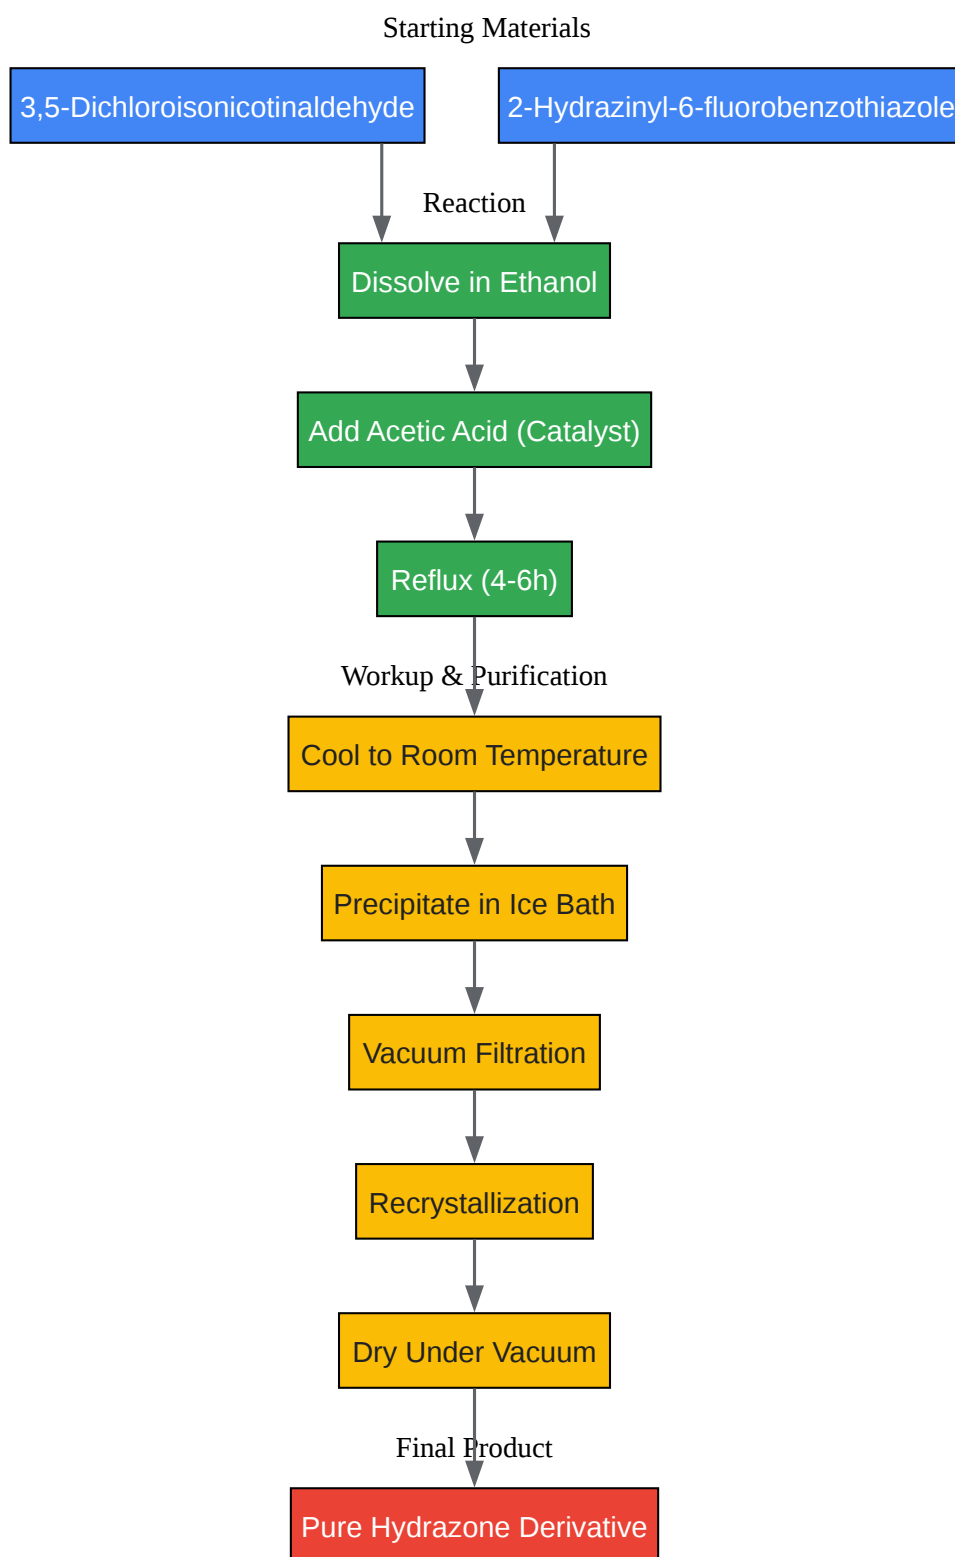 Starting Materials
3,5-Dichloroisonicotinaldehyde
2-Hydrazinyl-6-fluorobenzothiazole
Reaction
Dissolve in Ethanol
Add Acetic Acid (Catalyst)
Reflux (4-6h)
Workup & Purification
Cool to Room Temperature
Precipitate in Ice Bath
Vacuum Filtration
Recrystallization
Dry Under Vacuum
Final Product
Pure Hydrazone Derivative